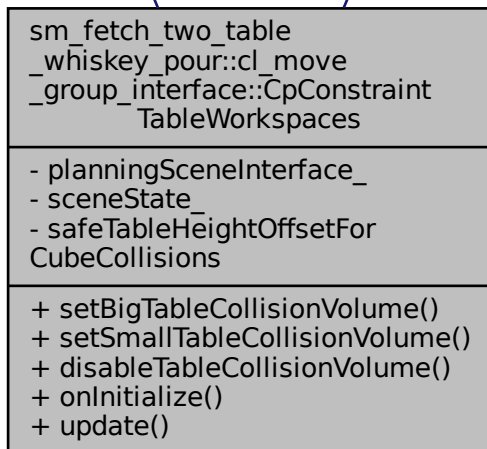 sm_fetch_two_table
_whiskey_pour::cl_move
_group_interface::CpConstraint
TableWorkspaces
- planningSceneInterface_
- sceneState_
- safeTableHeightOffsetFor
CubeCollisions
+ setBigTableCollisionVolume()
+ setSmallTableCollisionVolume()
+ disableTableCollisionVolume()
+ onInitialize()
+ update()